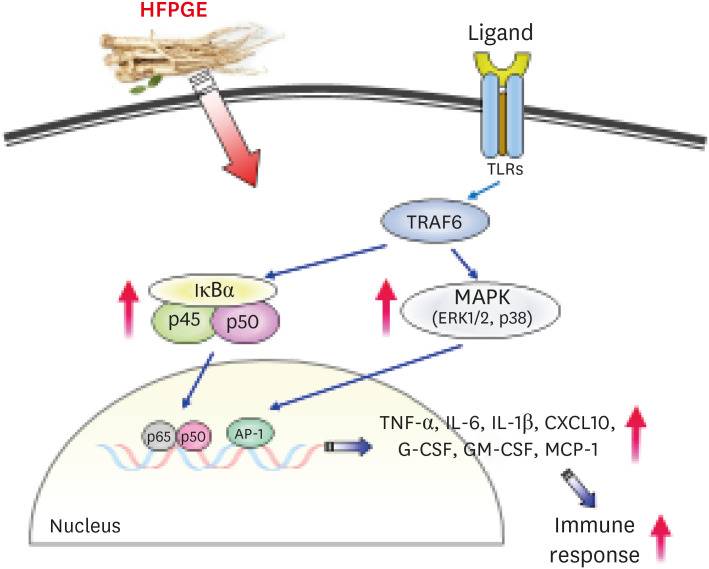 HFPGE
Ligand
TLRs
TRAF6
IκBα
p45 p50
MAPK
(ERK1/2, p38)
p65 p50 AP-1
TNF-α, IL-6, IL-1β, CXCL10,
G-CSF, GM-CSF, MCP-1
Nucleus
Immune
response